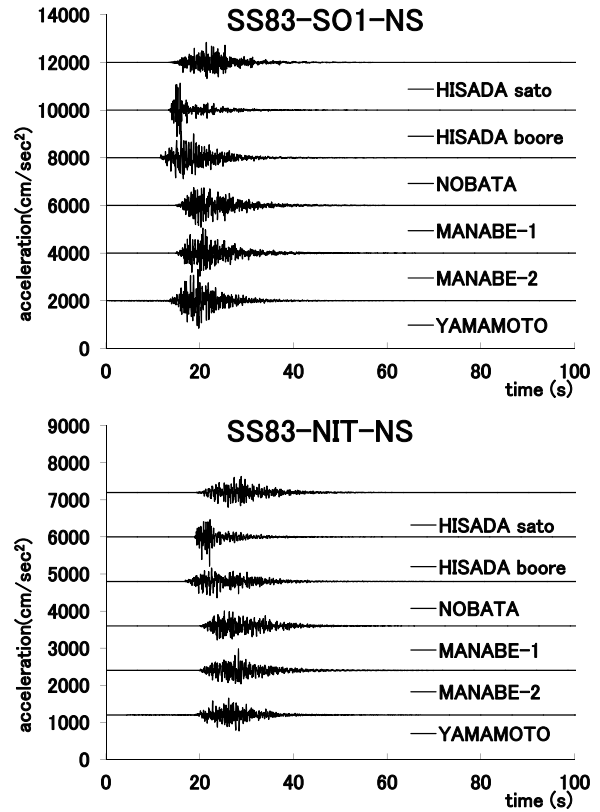 SS83-SO1-NS
14000
12000
10000
8000
6000
4000
2000
0
acceleration(cm/sec²)
HISADA sato
HISADA boore
NOBATA
MANABE-1
MANABE-2
YAMAMOTO
0 20 40 60 80 100
time (s)
SS83-NIT-NS
9000
8000
7000
6000
5000
4000
3000
2000
1000
0
acceleration(cm/sec²)
HISADA sato
HISADA boore
NOBATA
MANABE-1
MANABE-2
YAMAMOTO
0 20 40 60 80 100
time (s)